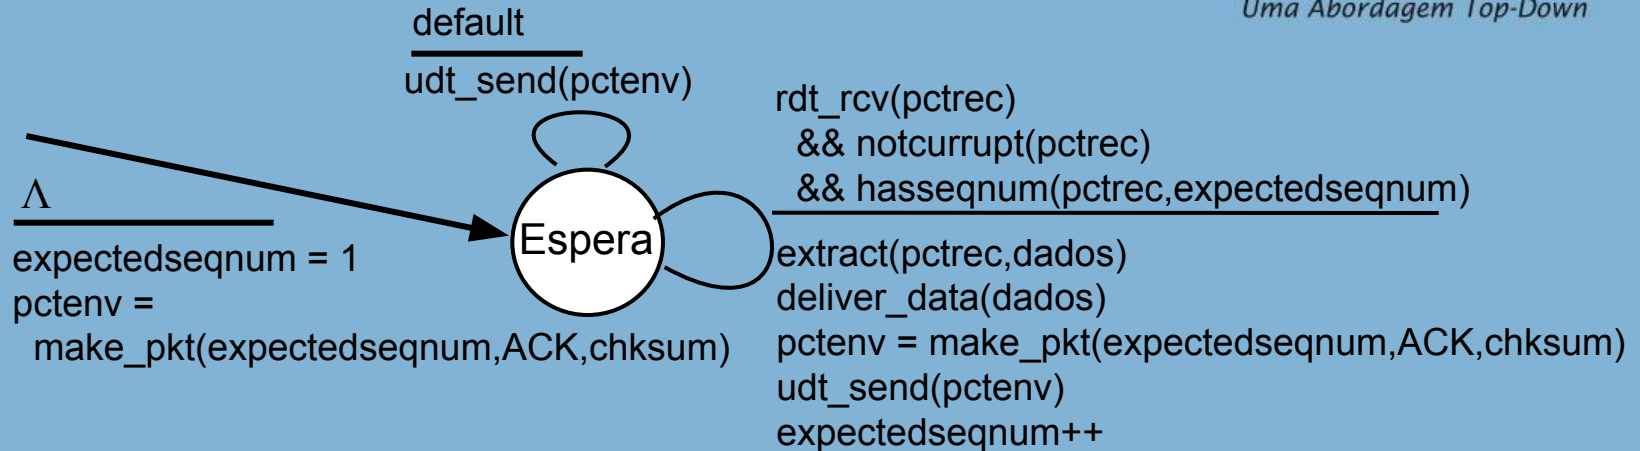 Uma Abordagem Top-Down
default
udt_send(pctenv)
Λ
expectedseqnum = 1
pctenv =
make_pkt(expectedseqnum,ACK,chksum)
Espera
rdt_rcv(pctrec)
&& notcurrupt(pctrec)
&& hasseqnum(pctrec,expectedseqnum)
extract(pctrec,dados)
deliver_data(dados)
pctenv = make_pkt(expectedseqnum,ACK,chksum)
udt_send(pctenv)
expectedseqnum++